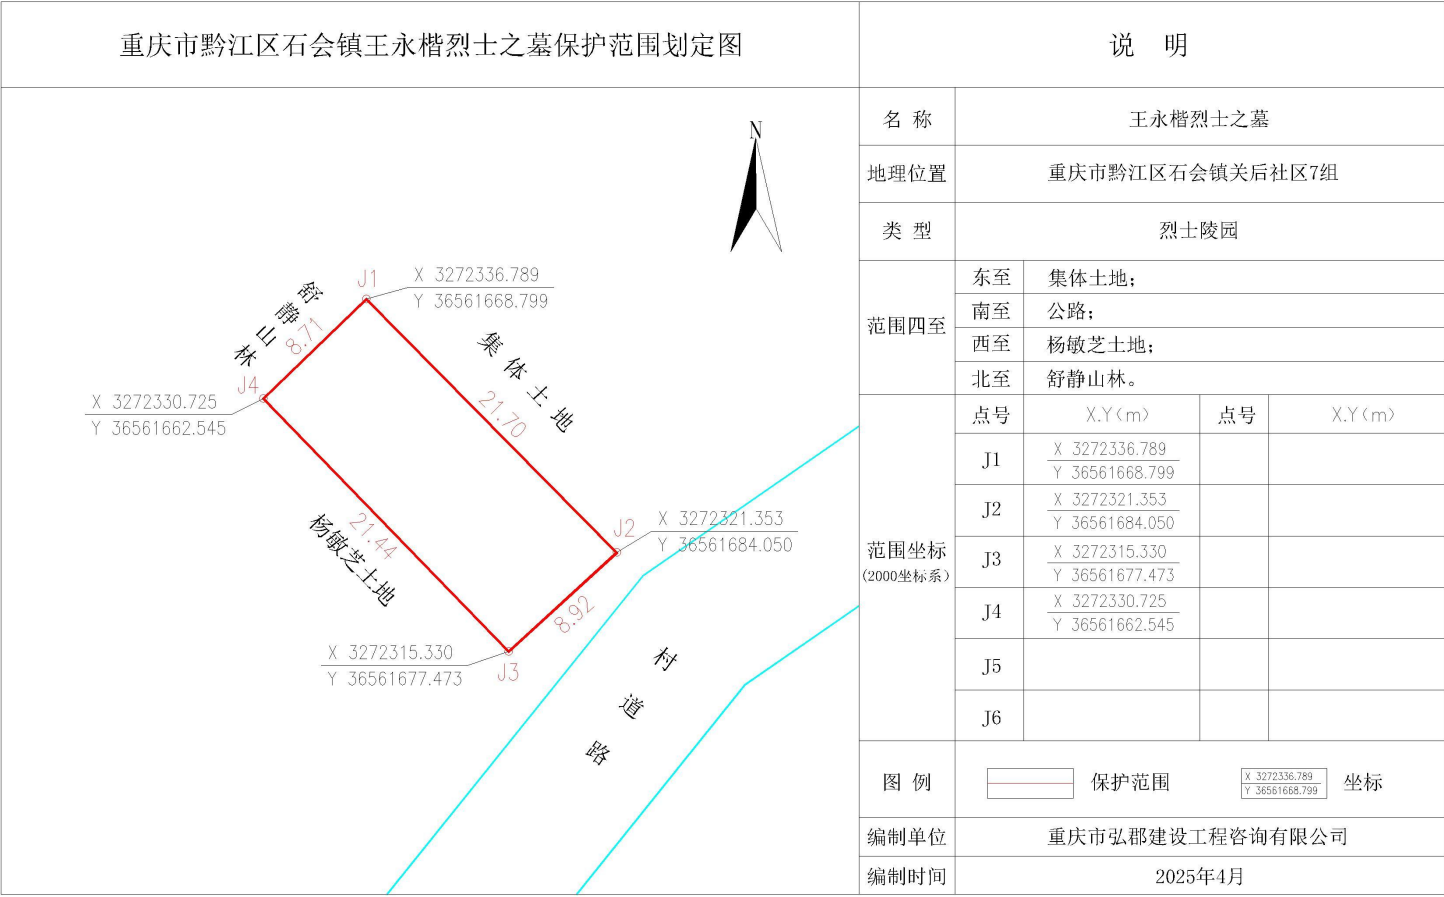 重庆市黔江区石会镇王永楷烈士之墓保护范围划定图
N
J1
X 3272336.789
Y 36561668.799
舒静山林
8.71
J4
X 3272330.725
Y 36561662.545
集体土地
21.70
J2
X 3272321.353
Y 36561684.050
21.44
杨敏芝土地
8.92
X 3272315.330
Y 36561677.473
J3
村道路
说 明
名 称 王永楷烈士之墓
地理位置 重庆市黔江区石会镇关后社区7组
类 型 烈士陵园
范围四至
东至 集体土地;
南至 公路;
西至 杨敏芝土地;
北至 舒静山林。
范围坐标
(2000坐标系)
点号 X.Y(m) 点号 X.Y(m)
J1
X 3272336.789
Y 36561668.799
J2
X 3272321.353
Y 36561684.050
J3
X 3272315.330
Y 36561677.473
J4
X 3272330.725
Y 36561662.545
J5
J6
图 例 保护范围
X 3272336.789
Y 36561668.799
坐标
编制单位 重庆市弘郡建设工程咨询有限公司
编制时间 2025年4月